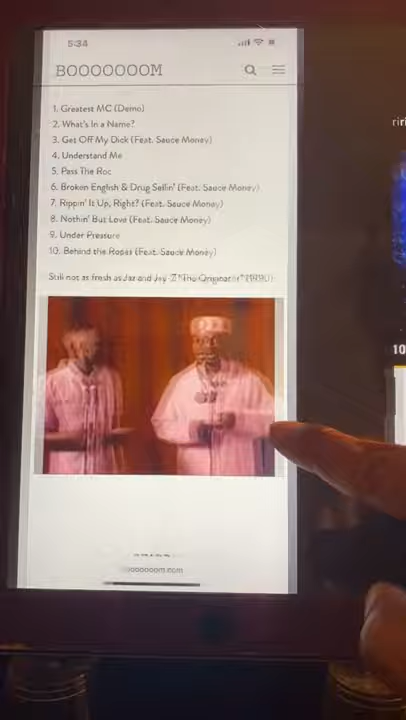 5:34
BOOOOOOOM
1. Greatest MC (Demo)
2. What's In a Name?
3. Get Off My Dick (Feat. Sauce Money)
4. Understand Me
5. Pass The Roc
6. Broken English & Drug Sellin' (Feat. Sauce Money)
7. Rippin' It Up, Right? (Feat. Sauce Money)
8. Nothin' But Love (Feat. Sauce Money)
9. Under Pressure
10. Behind the Ropes (Feat. Sauce Money)
Still not as fresh as Jaz and Jay-Z "The Originator" (1990)
booooooom.com
10